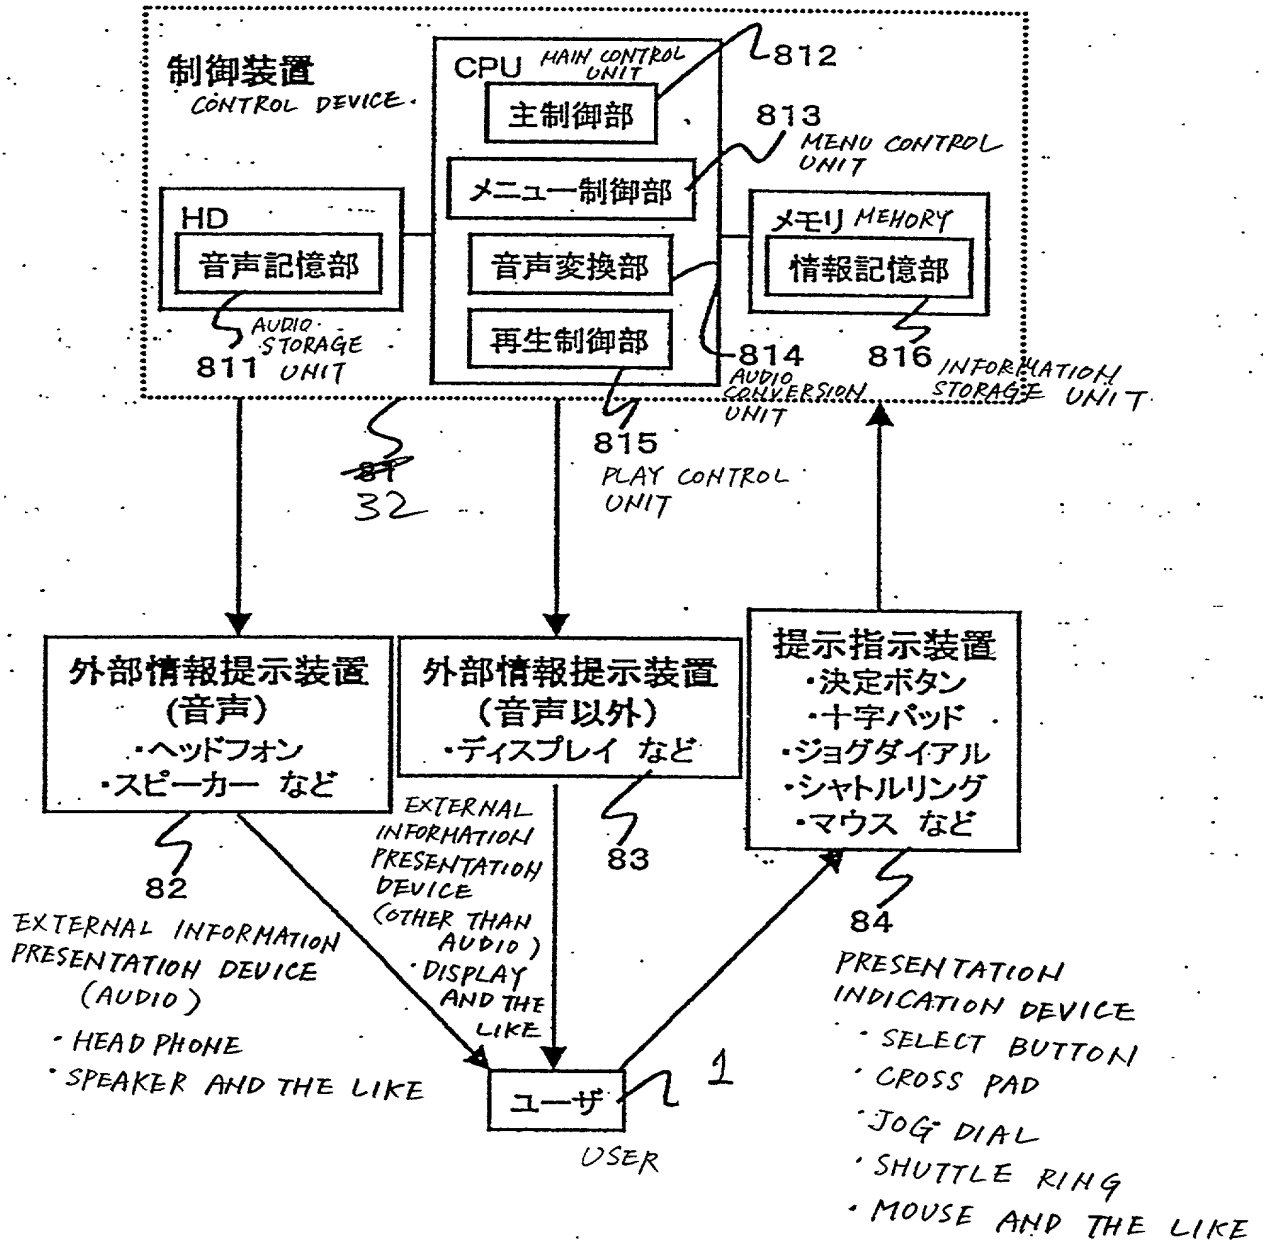 制御装置
CONTROL DEVICE.
CPU
MAIN CONTROL
UNIT
主制御部
812
メニュー制御部
813
MENU CONTROL
UNIT
HD
音声記憶部
811
AUDIO
STORAGE
UNIT
音声変換部
814
AUDIO
CONVERSION
UNIT
再生制御部
815
PLAY CONTROL
UNIT
メモリ MEMORY
情報記憶部
816
INFORMATION
STORAGE UNIT.
81
32
外部情報提示装置
(音声)
・ヘッドフォン
・スピーカー など
82
EXTERNAL INFORMATION
PRESENTATION DEVICE
(AUDIO)
・HEAD PHONE
・SPEAKER AND THE LIKE
外部情報提示装置
(音声以外)
・ディスプレイ など
83
EXTERNAL
INFORMATION
PRESENTATION
DEVICE
(OTHER THAN
AUDIO)
・DISPLAY
AND THE
LIKE
提示指示装置
・決定ボタン
・十字パッド
・ジョグダイアル
・シャトルリング
・マウス など
84
PRESENTATION
INDICATION DEVICE
・SELECT BUTTON
・CROSS PAD
・JOG DIAL
・SHUTTLE RING
・MOUSE AND THE LIKE
ユーザ
1
USER